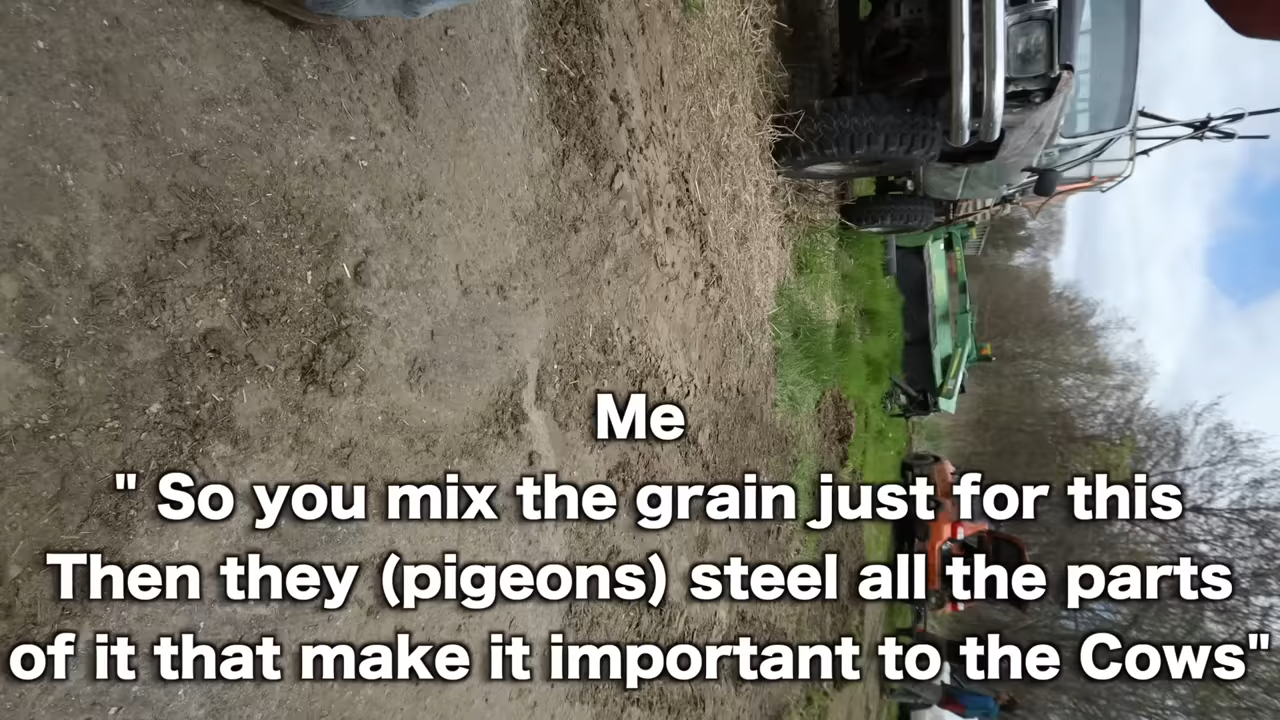 Me
" So you mix the grain just for this
Then they (pigeons) steel all the parts
of it that make it important to the Cows"